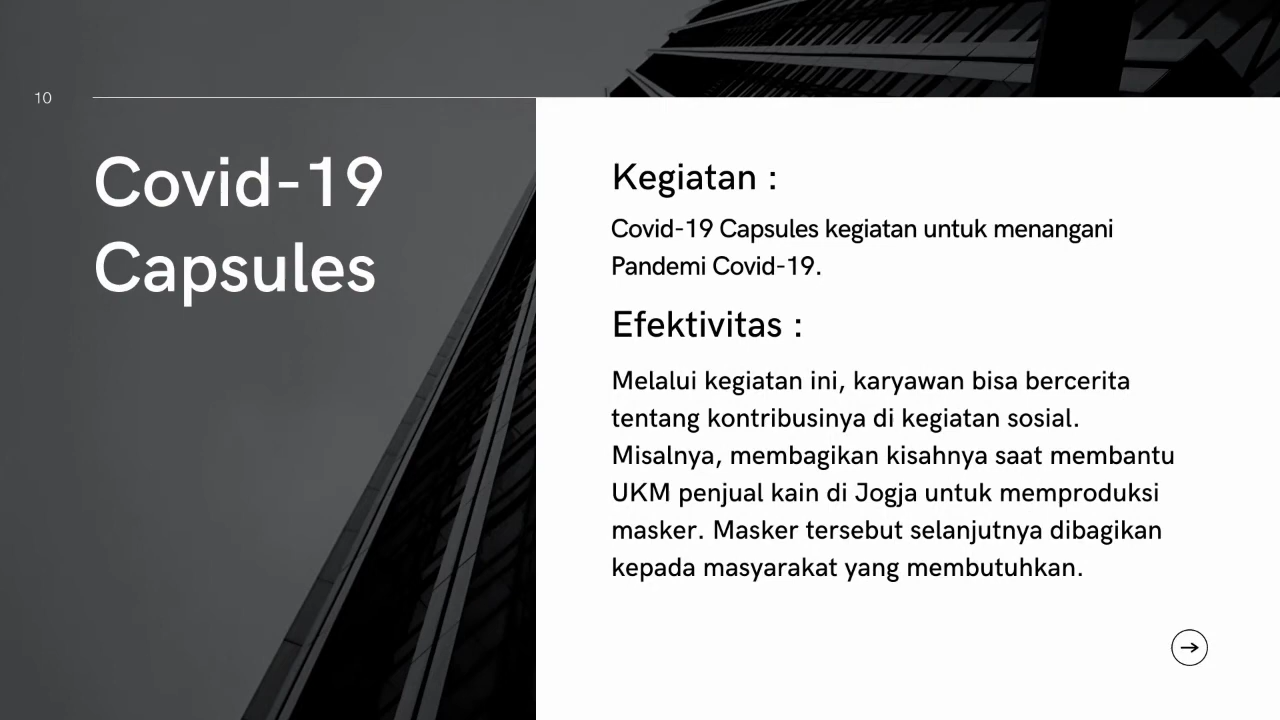 10
Covid-19
Capsules
Kegiatan :
Covid-19 Capsules kegiatan untuk menangani
Pandemi Covid-19.
Efektivitas :
Melalui kegiatan ini, karyawan bisa bercerita
tentang kontribusinya di kegiatan sosial.
Misalnya, membagikan kisahnya saat membantu
UKM penjual kain di Jogja untuk memproduksi
masker. Masker tersebut selanjutnya dibagikan
kepada masyarakat yang membutuhkan.